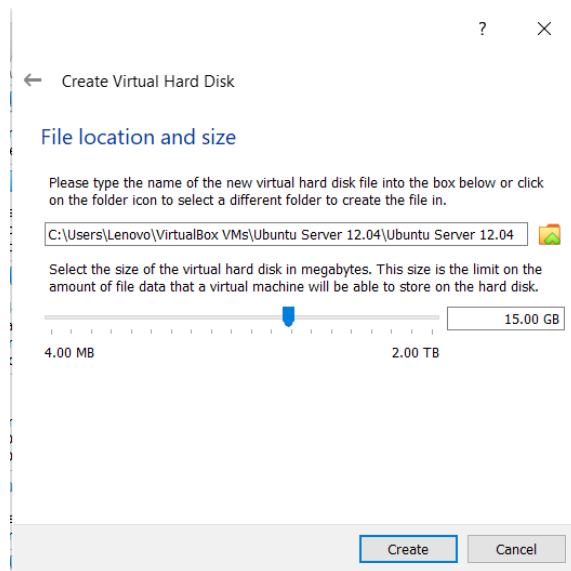 ?
Create Virtual Hard Disk
File location and size
Please type the name of the new virtual hard disk file into the box below or click
on the folder icon to select a different folder to create the file in.
C:\Users\Lenovo\VirtualBox VMs\Ubuntu Server 12.04\Ubuntu Server 12.04
Select the size of the virtual hard disk in megabytes. This size is the limit on the
amount of file data that a virtual machine will be able to store on the hard disk.
15.00 GB
4.00 MB 2.00 TB
Create Cancel